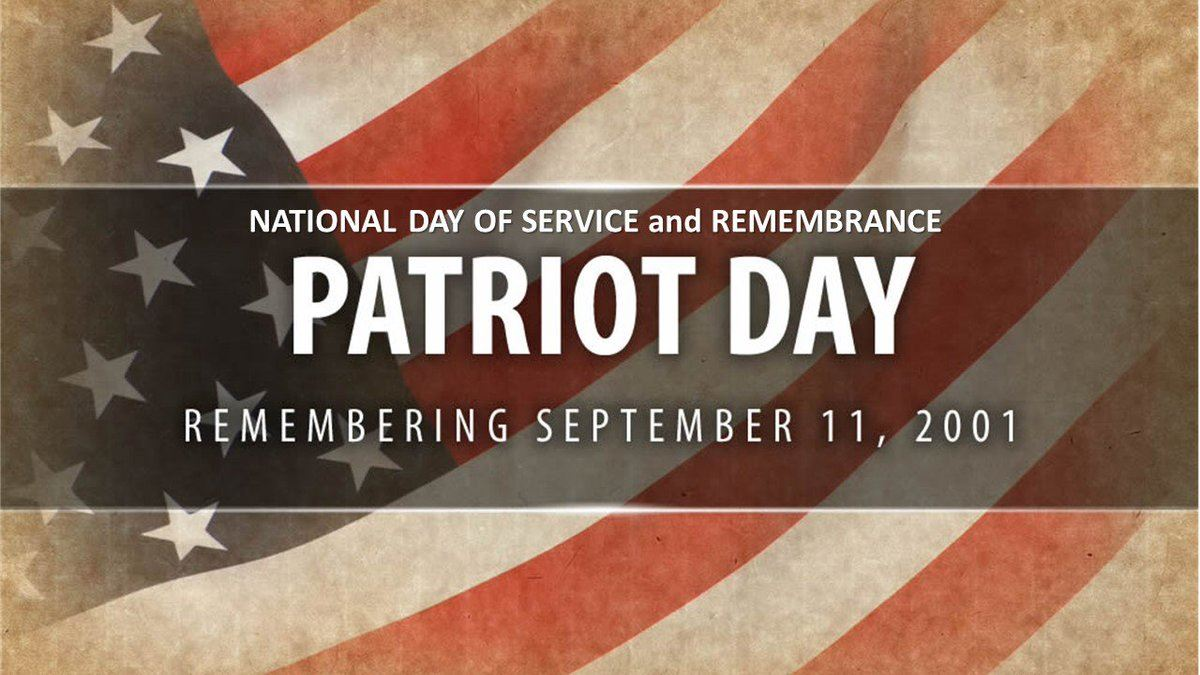 NATIONAL DAY OF SERVICE and REMEMBRANCE
PATRIOT DAY
REMEMBERING SEPTEMBER 11, 2001